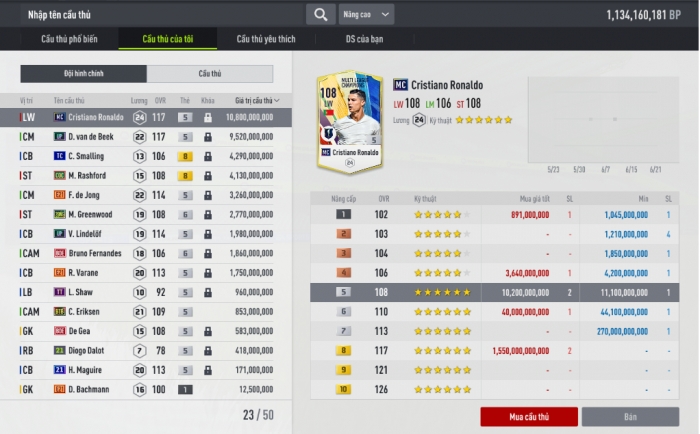 Nhập tên cầu thủ
Nâng cao
1,134,160,181 BP
Cầu thủ phổ biến
Cầu thủ của tôi
Cầu thủ yêu thích
DS của bạn
Đội hình chính
Cầu thủ
Vị trí Tên cầu thủ Lương OVR Thẻ Khóa Giá trị cầu thủ
LW MC Cristiano Ronaldo 24 117 5 10,800,000,000
CM UP D. van de Beek 22 117 5 9,520,000,000
CB TC C. Smalling 13 106 8 4,290,000,000
ST M. Rashford 15 108 8 4,130,000,000
CM F. de Jong 22 114 5 3,260,000,000
ST M. Greenwood 19 108 6 2,770,000,000
CB UP V. Lindelöf 19 114 5 1,980,000,000
CAM Bruno Fernandes 18 106 6 1,860,000,000
CB R. Varane 20 113 5 1,750,000,000
LB L. Shaw 10 92 5 960,000,000
CAM C. Eriksen 21 109 5 853,000,000
GK De Gea 15 108 5 583,000,000
RB 21 Diogo Dalot 7 78 5 418,000,000
CB 21 H. Maguire 20 113 5 171,000,000
GK D. Bachmann 16 100 1 12,500,000
23 / 50
MULTI-LEAGUE CHAMPIONS
108
LW
5
MC Cristiano Ronaldo
24
MC Cristiano Ronaldo
LW 108 LM 106 ST 108
Lương 24 Kỹ thuật
5/23 5/30 6/7 6/15 6/21
Nâng cấp OVR Kỹ thuật Mua giá tốt SL Min SL
1 102 891,000,000 1 1,045,000,000 1
2 103 - - 1,210,000,000 4
3 104 - - 1,850,000,000 1
4 106 3,640,000,000 1 4,200,000,000 1
5 108 10,200,000,000 2 11,100,000,000 1
6 110 40,000,000,000 1 44,100,000,000 1
7 113 - - 270,000,000,000 1
8 117 1,550,000,000,000 2 - -
9 121 - - - -
10 126 - - - -
Mua cầu thủ
Bán